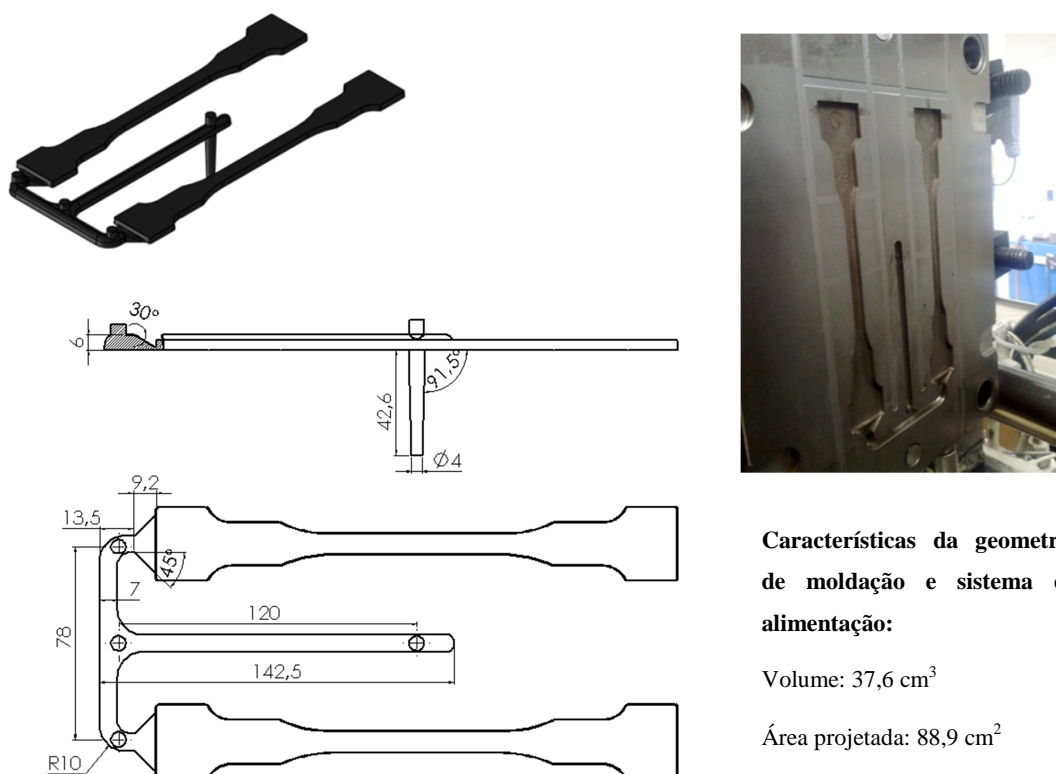 30°
6
91,5°
42,6
Ø4
9,2
13,5
45°
7
120
78
142,5
R10
Características da geometr
de moldação e sistema
alimentação:
Volume: 37,6 cm³
Área projetada: 88,9 cm²